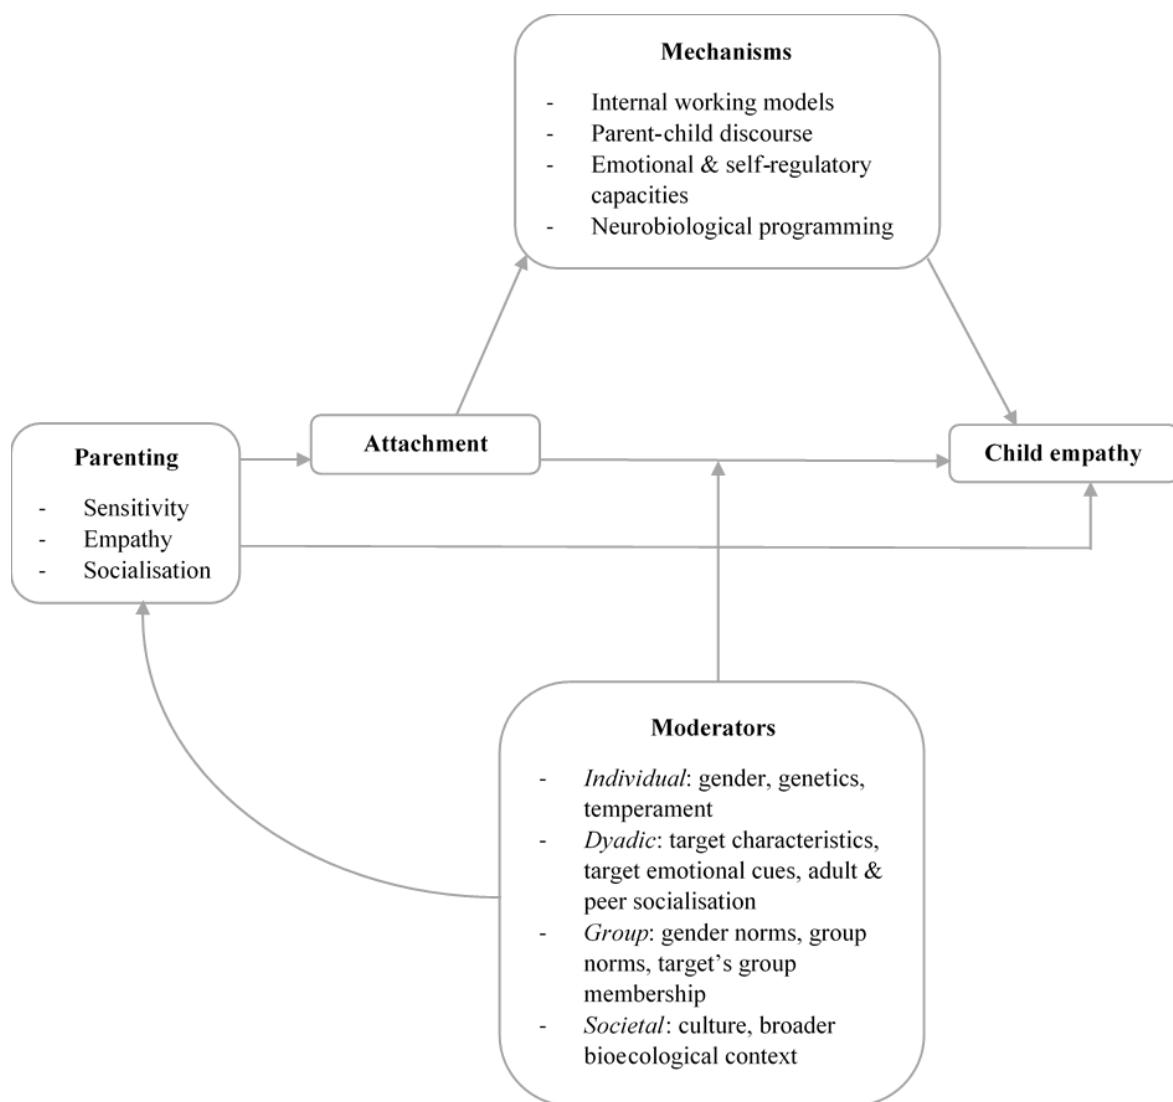 Mechanisms
- Internal working models
- Parent-child discourse
- Emotional & self-regulatory
capacities
- Neurobiological programming
Attachment
Parenting
- Sensitivity
- Empathy
- Socialisation
Child empathy
Moderators
- Individual: gender, genetics,
temperament
- Dyadic: target characteristics,
target emotional cues, adult &
peer socialisation
- Group: gender norms, group
norms, target’s group
membership
- Societal: culture, broader
bioecological context